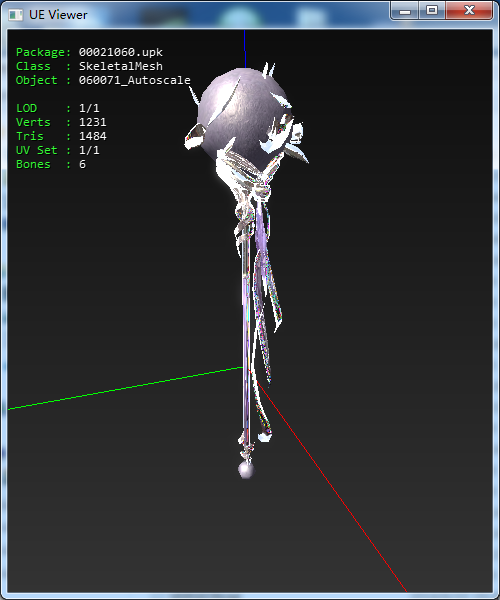 UE Viewer
Package: 00021060.upk
Class : SkeletalMesh
Object : 060071_Autoscale
LOD : 1/1
Verts : 1231
Tris : 1484
UV Set : 1/1
Bones : 6